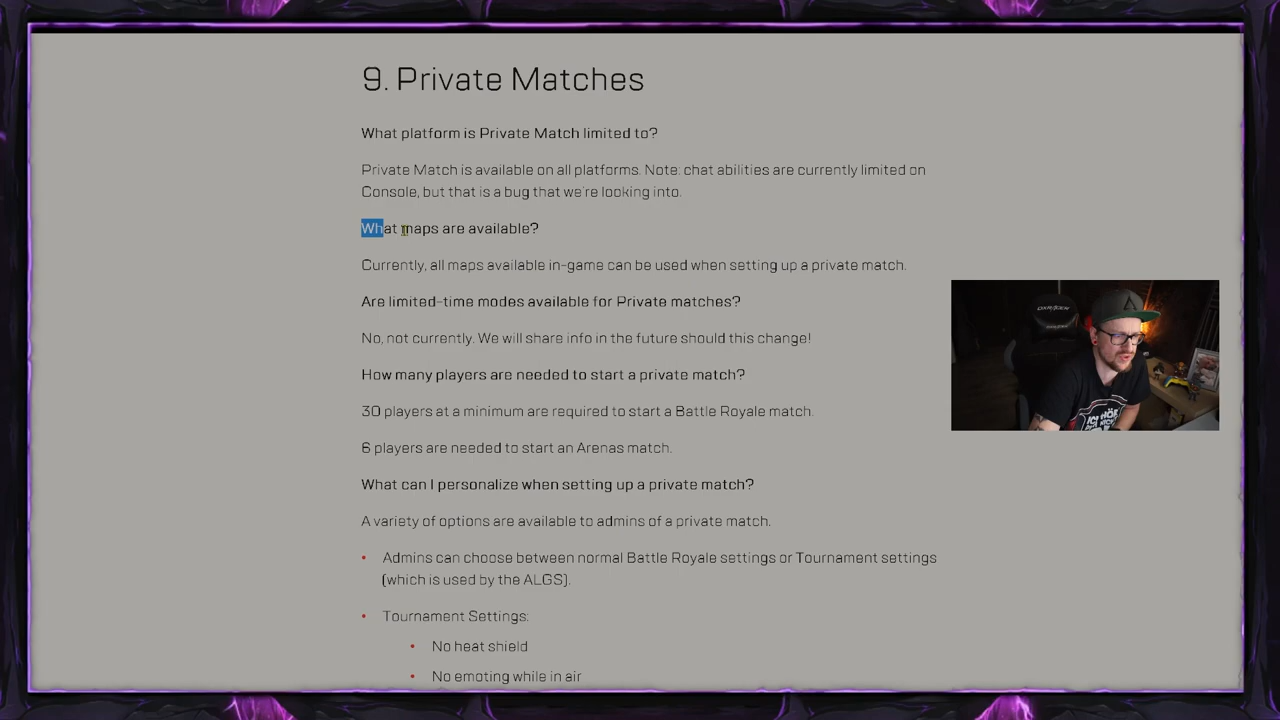 9. Private Matches
What platform is Private Match limited to?
Private Match is available on all platforms. Note: chat abilities are currently limited on
Console, but that is a bug that we're looking into.
What maps are available?
Currently, all maps available in-game can be used when setting up a private match.
Are limited-time modes available for Private matches?
No, not currently. We will share info in the future should this change!
How many players are needed to start a private match?
30 players at a minimum are required to start a Battle Royale match.
6 players are needed to start an Arenas match.
What can I personalize when setting up a private match?
A variety of options are available to admins of a private match.
• Admins can choose between normal Battle Royale settings or Tournament settings
(which is used by the ALGS).
• Tournament Settings:
• No heat shield
• No emoting while in air